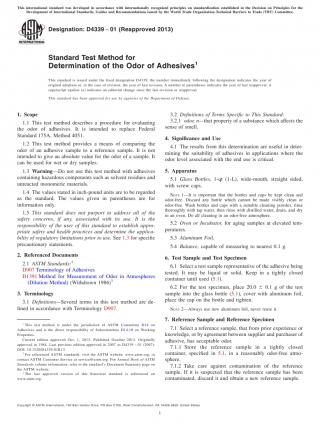 This international standard was developed in accordance with internationally recognized principles on standardization established in the Decision on Principles for the
Development of International Standards, Guides and Recommendations issued by the World Trade Organization Technical Barriers to Trade (TBT) Committee.
Designation: D4339 − 01 (Reapproved 2013)
INTERNATIONAL
Standard Test Method for
Determination of the Odor of Adhesives1
This standard is issued under the fixed designation D4339; the number immediately following the designation indicates the year of
original adoption or, in the case of revision, the year of last revision. A number in parentheses indicates the year of last reapproval. A
superscript epsilon (ε) indicates an editorial change since the last revision or reapproval.
This standard has been approved for use by agencies of the Department of Defense.
1. Scope
1.1 This test method describes a procedure for evaluating
the odor of adhesives. It is intended to replace Federal
Standard 175A, Method 4051.
1.2 This test method provides a means of comparing the
odor of an adhesive sample to a reference sample. It is not
intended to give an absolute value for the odor of a sample. It
can be used for wet or dry samples.
1.3 Warning—Do not use this test method with adhesives
containing hazardous components such as solvent residues and
unreacted monomeric materials.
1.4 The values stated in inch-pound units are to be regarded
as the standard. The values given in parentheses are for
information only.
1.5 This standard does not purport to address all of the
safety concerns, if any, associated with its use. It is the
responsibility of the user of this standard to establish appro-
priate safety and health practices and determine the applica-
bility of regulatory limitations prior to use. See 1.3 for specific
precautionary statements.
2. Referenced Documents
2.1 ASTM Standards:2
D907 Terminology of Adhesives
D1391 Method for Measurement of Odor in Atmospheres
(Dilution Method) (Withdrawn 1986)3
3. Terminology
3.1 Definitions—Several terms in this test method are de-
fined in accordance with Terminology D907.
1 This test method is under the jurisdiction of ASTM Committee D14 on
Adhesives and is the direct responsibility of Subcommittee D14.10 on Working
Properties.
Current edition approved Oct. 1, 2013. Published October 2013. Originally
approved in 1984. Last previous edition approved in 2007 as D4339 – 01 (2007).
2 For referenced ASTM standards, visit the ASTM website, www.astm.org, or
contact ASTM Customer Service at service@astm.org. For Annual Book of ASTM
Standards volume information, refer to the standard's Document Summary page on
the ASTM website.
3 The last approved version of this historical standard is referenced on
www.astm.org.
3.2 Definitions of Terms Specific to This Standard:
3.2.1 odor, n—that property of a substance which affects the
sense of smell.
4. Significance and Use
4.1 The results from this determination are useful in deter-
mining the suitability of adhesives in applications where the
odor level associated with the end use is critical.
5. Apparatus
5.1 Glass Bottles, 1-qt (1-L), wide-mouth, straight sided,
with screw caps.
NOTE 1—It is important that the bottles and caps be kept clean and
odor-free. Discard any bottle which cannot be made visibly clean or
odor-free. Wash bottles and caps with a suitable cleaning powder, rinse
thoroughly with tap water, then rinse with distilled water, drain, and dry
in an oven. Do all cleaning in an odor-free atmosphere.
5.2 Oven or Incubator, for aging samples at elevated tem-
peratures.
5.3 Aluminum Foil.
5.4 Balance, capable of measuring to nearest 0.1 g.
6. Test Sample and Test Specimen
6.1 Select a test sample representative of the adhesive being
tested. It may be liquid or solid. Keep in a tightly closed
container until used (5.1).
6.2 For the test specimen, place 20.0 ± 0.1 g of the test
sample into the glass bottle (5.1), cover with aluminum foil,
place the cap on the bottle and tighten.
NOTE 2—Always use new aluminum foil, never reuse it.
7. Reference Sample and Reference Specimen
7.1 Select a reference sample, that from prior experience or
knowledge, or by agreement between supplier and purchaser of
adhesive, has acceptable odor.
7.1.1 Store the reference sample in a tightly closed
container, specified in 5.1, in a reasonably odor-free atmo-
sphere.
7.1.2 Take care against contamination of the reference
sample. If it is suspected that the reference sample has been
contaminated, discard it and obtain a new reference sample.
Copyright © ASTM International, 100 Barr Harbor Drive, PO Box C700, West Conshohocken, PA 19428-2959. United States
1